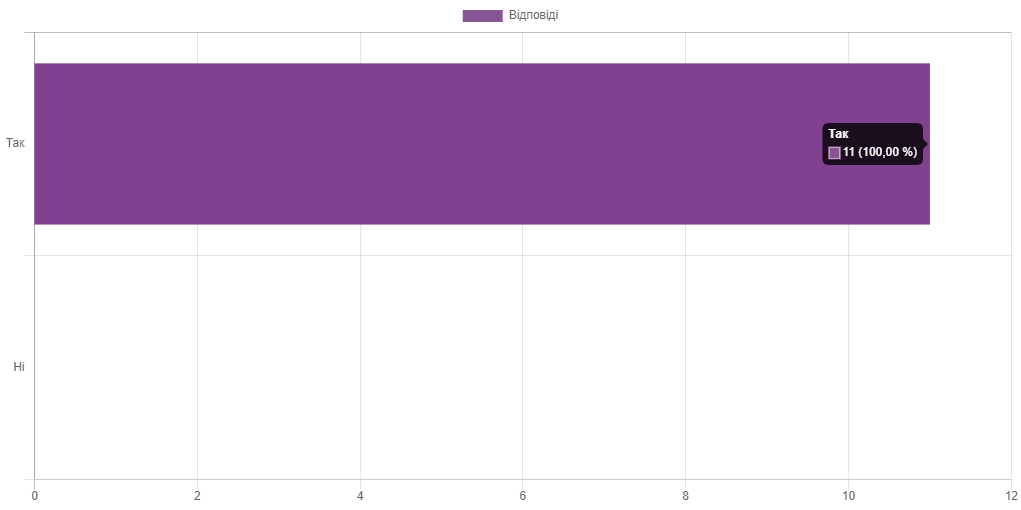 Відповіді
Так
Так
11 (100,00 %)
Ні
0 2 4 6 8 10 12